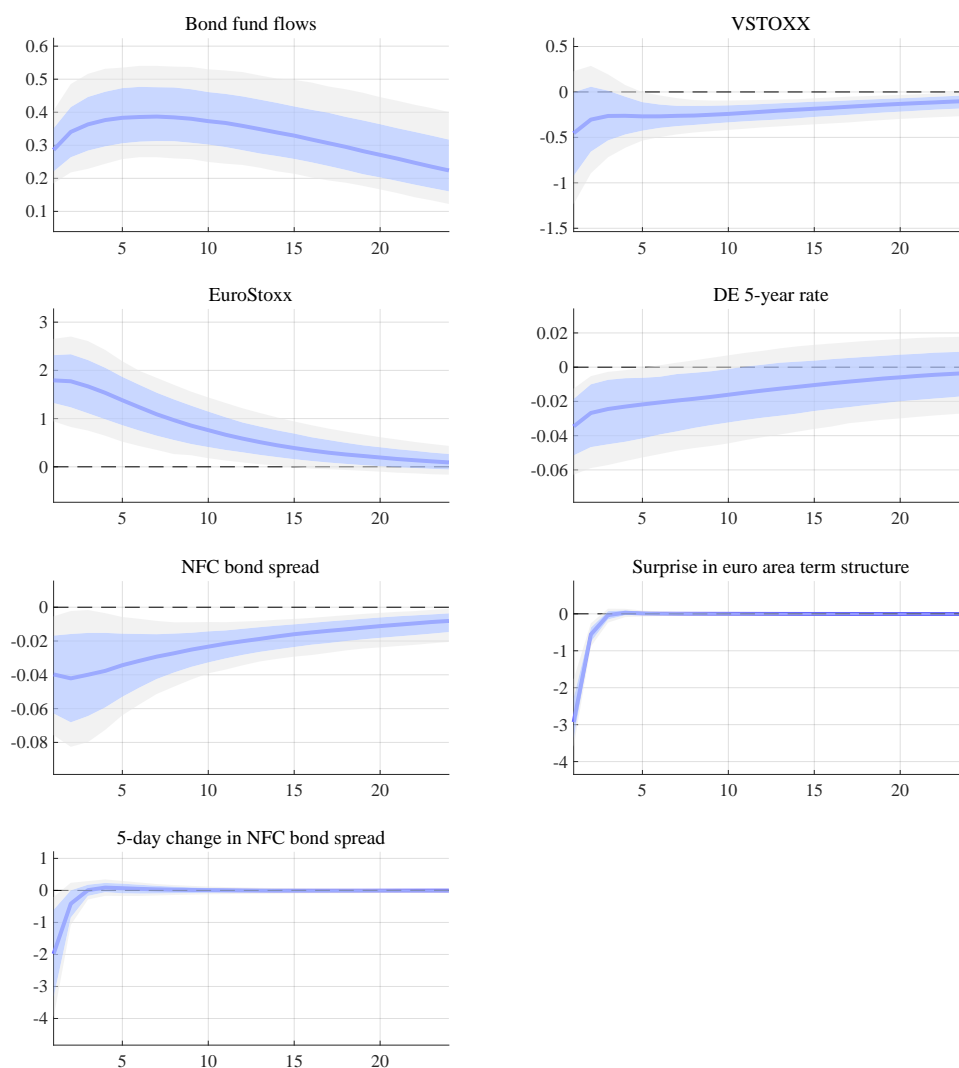 Bond fund flows
0.6
0.5
0.4
0.3
0.2
0.1
5 10 15 20
VSTOXX
0.5
0
-0.5
-1
-1.5
5 10 15 20
EuroStoxx
3
2
1
0
5 10 15 20
DE 5-year rate
0.02
0
-0.02
-0.04
-0.06
5 10 15 20
NFC bond spread
0
-0.02
-0.04
-0.06
-0.08
5 10 15 20
Surprise in euro area term structure
0
-1
-2
-3
-4
5 10 15 20
5-day change in NFC bond spread
1
0
-1
-2
-3
-4
5 10 15 20